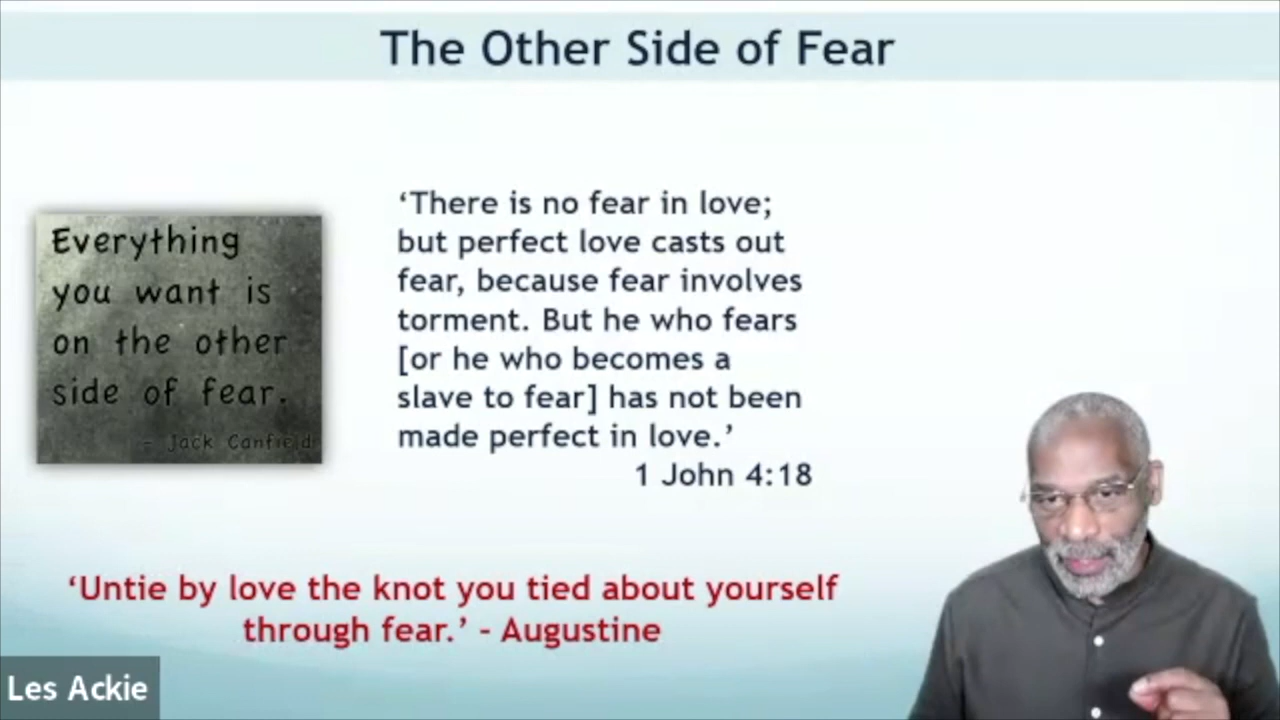 The Other Side of Fear
Everything
you want is
on the other
side of fear.
- Jack Canfield
‘There is no fear in love;
but perfect love casts out
fear, because fear involves
torment. But he who fears
[or he who becomes a
slave to fear] has not been
made perfect in love.’
1 John 4:18
‘Untie by love the knot you tied about yourself
through fear.’ - Augustine
Les Ackie